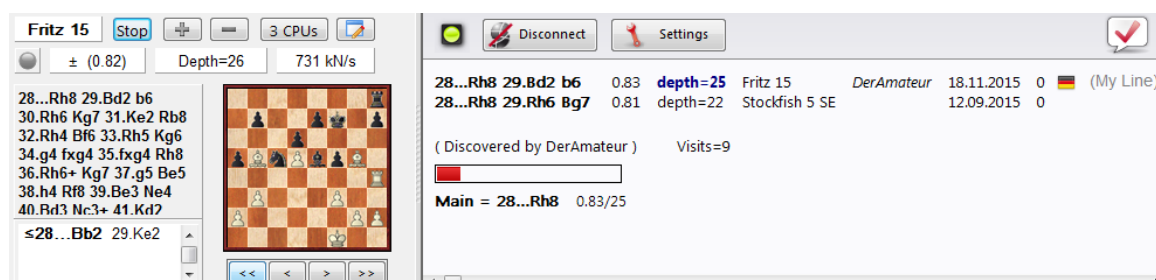 Fritz 15 Stop 3 CPUs
± (0.82) Depth=26 731 kN/s
28...Rh8 29.Bd2 b6
30.Rh6 Kg7 31.Ke2 Rb8
32.Rh4 Bf6 33.Rh5 Kg6
34.g4 fxg4 35.fxg4 Rh8
36.Rh6+ Kg7 37.g5 Be5
38.h4 Rf8 39.Be3 Ne4
40.Bd3 Nc3+ 41.Kd2
≤28...Bb2 29.Ke2
<< < > >>
Disconnect Settings
28...Rh8 29.Bd2 b6 0.83 depth=25 Fritz 15 DerAmateur 18.11.2015 0 (My Line)
28...Rh8 29.Rh6 Bg7 0.81 depth=22 Stockfish 5 SE 12.09.2015 0
( Discovered by DerAmateur ) Visits=9
Main = 28...Rh8 0.83/25